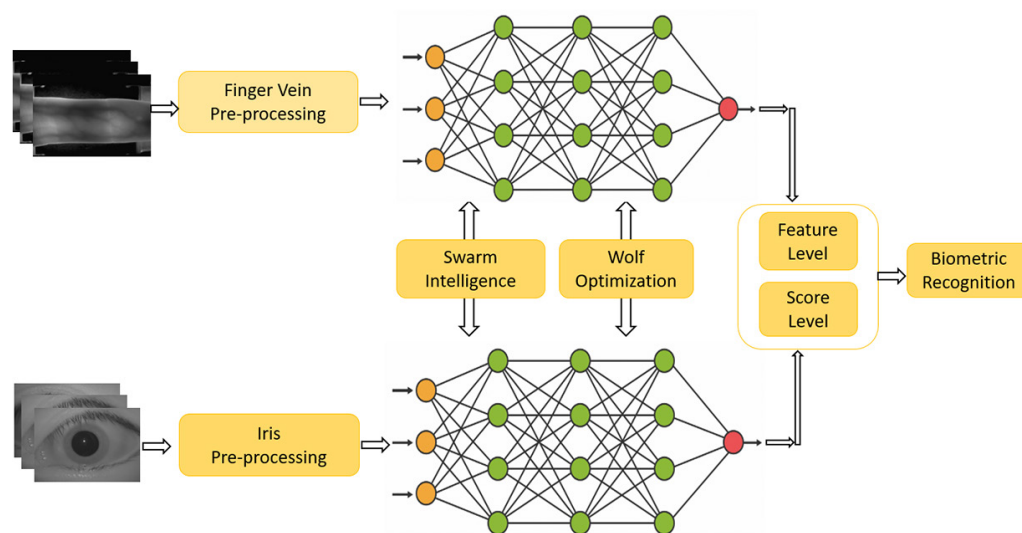 Finger Vein
Pre-processing
Swarm
Intelligence
Wolf
Optimization
Feature
Level
Score
Level
Biometric
Recognition
Iris
Pre-processing